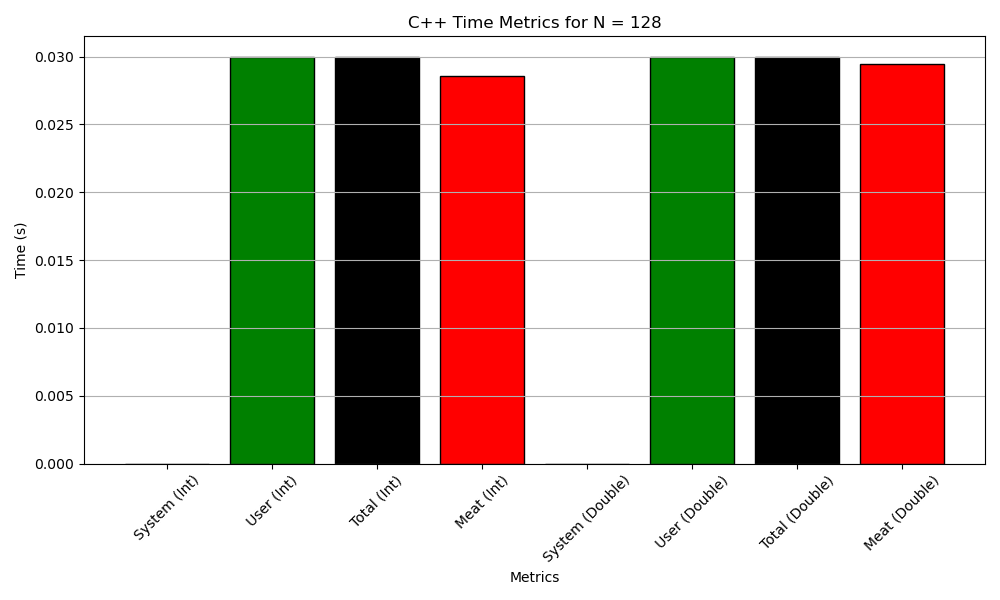 C++ Time Metrics for N = 128
Time (s)
0.030
0.025
0.020
0.015
0.010
0.005
0.000
System (Int)
User (Int)
Total (Int)
Meat (Int)
System (Double)
User (Double)
Total (Double)
Meat (Double)
Metrics